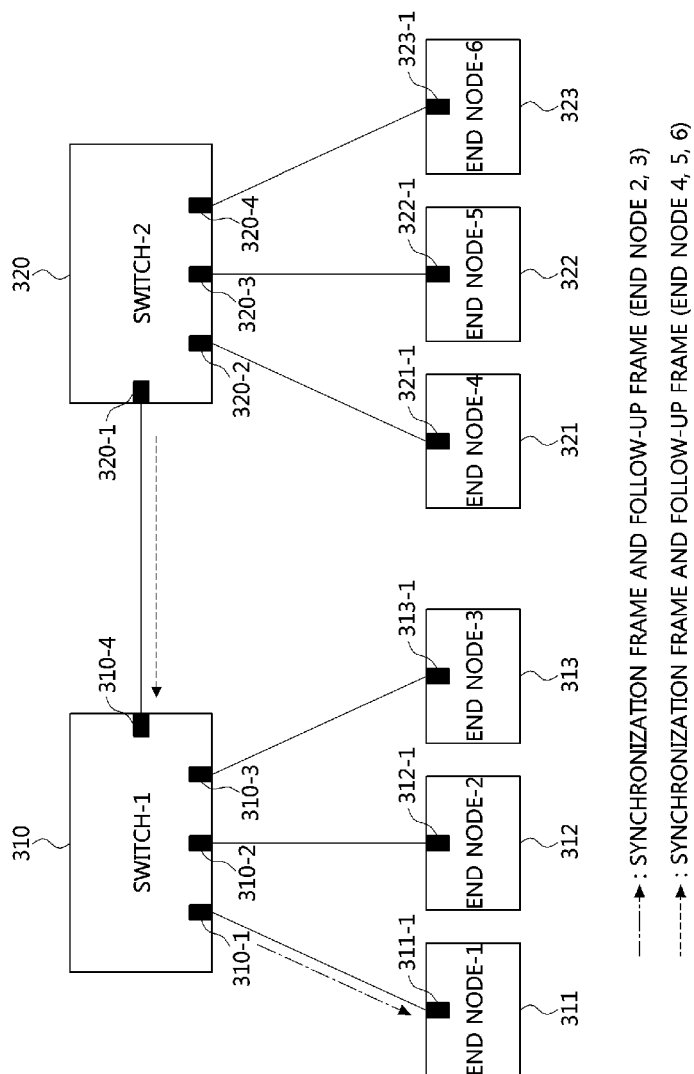 310
320
SWITCH-1
SWITCH-2
310-1
310-2
310-3
310-4
320-1
320-2
320-3
320-4
311-1
312-1
313-1
321-1
322-1
323-1
END NODE-1
END NODE-2
END NODE-3
END NODE-4
END NODE-5
END NODE-6
311
312
313
321
322
323
: SYNCHRONIZATION FRAME AND FOLLOW-UP FRAME (END NODE 2, 3)
: SYNCHRONIZATION FRAME AND FOLLOW-UP FRAME (END NODE 4, 5, 6)